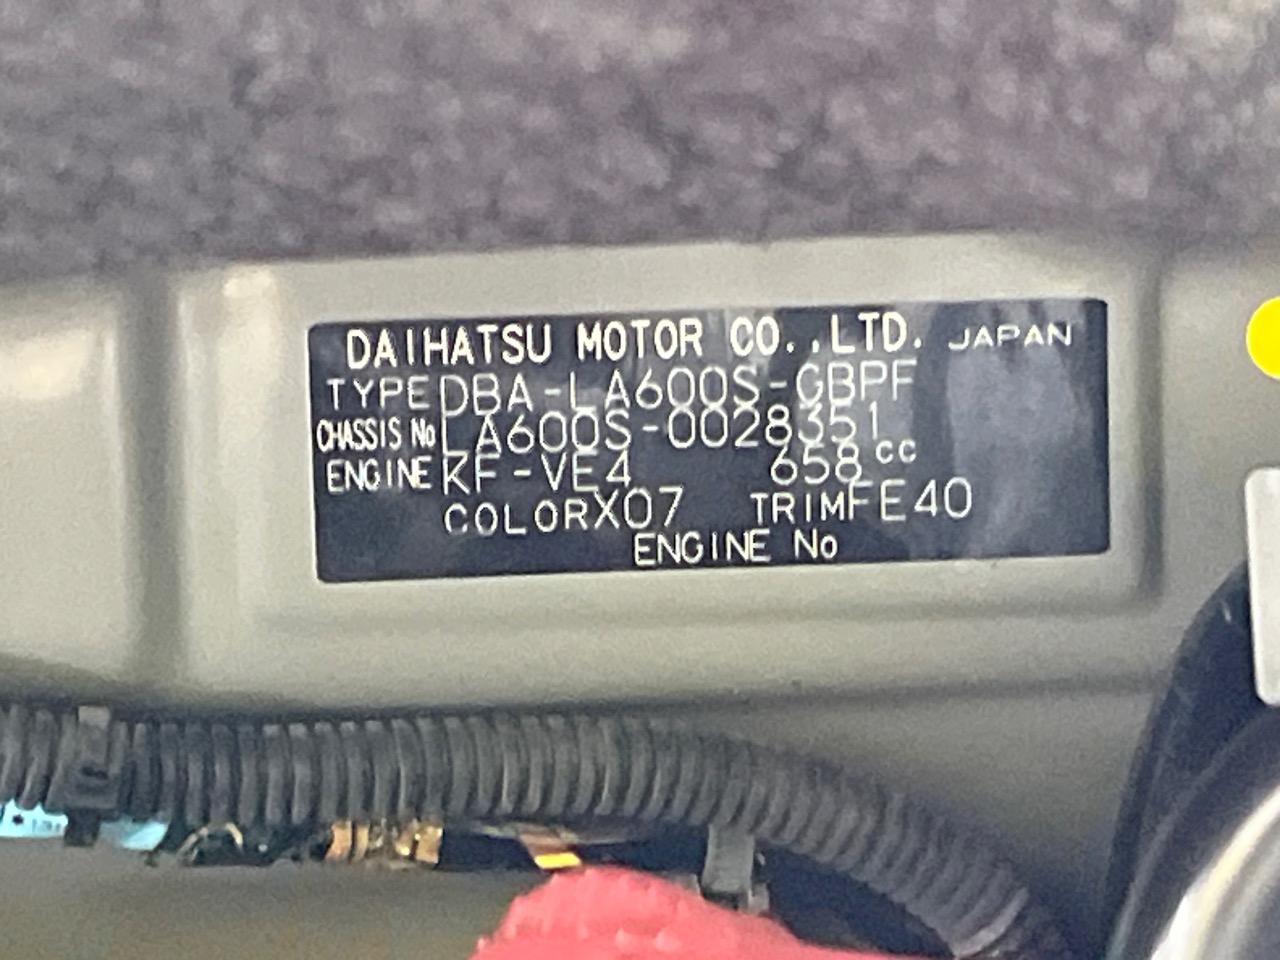 DAIHATSU MOTOR CO.,LTD. JAPAN
TYPE DBA-LA600S-GBPF
CHASSIS No LA600S-0028351
ENGINE KF-VE4 658cc
COLOR X07 TRIM FE40
ENGINE No